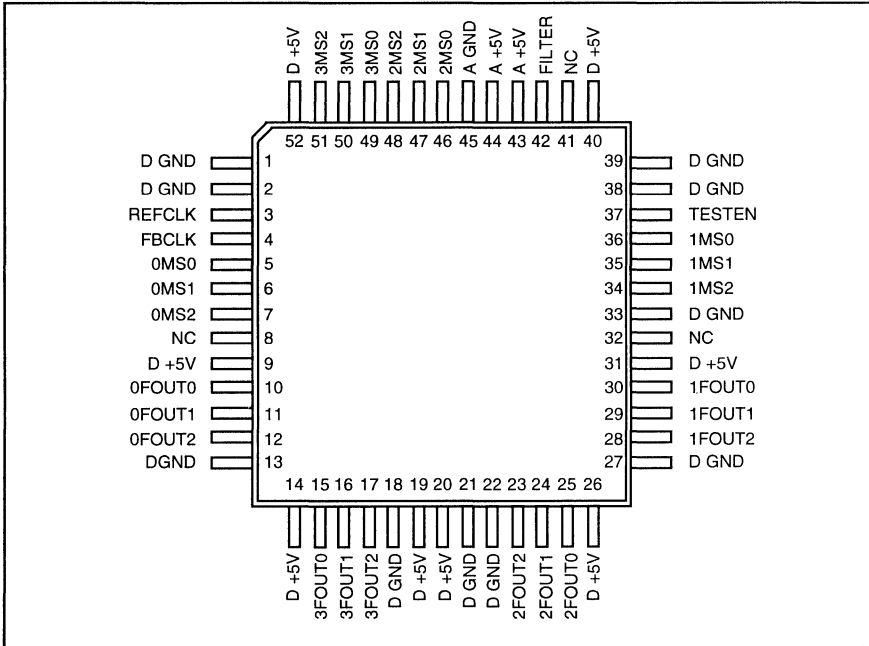 D +5V 3MS2 3MS1 3MS0 2MS2 2MS1 2MS0 A GND A +5V A +5V FILTER NC D +5V
52 51 50 49 48 47 46 45 44 43 42 41 40
D GND 1 39 D GND
D GND 2 38 D GND
REFCLK 3 37 TESTEN
FBCLK 4 36 1MS0
0MS0 5 35 1MS1
0MS1 6 34 1MS2
0MS2 7 33 D GND
NC 8 32 NC
D +5V 9 31 D +5V
0FOUT0 10 30 1FOUT0
0FOUT1 11 29 1FOUT1
0FOUT2 12 28 1FOUT2
DGND 13 27 D GND
14 15 16 17 18 19 20 21 22 23 24 25 26
D +5V 3FOUT0 3FOUT1 3FOUT2 D GND D +5V D +5V D GND D GND 2FOUT2 2FOUT1 2FOUT0 D +5V